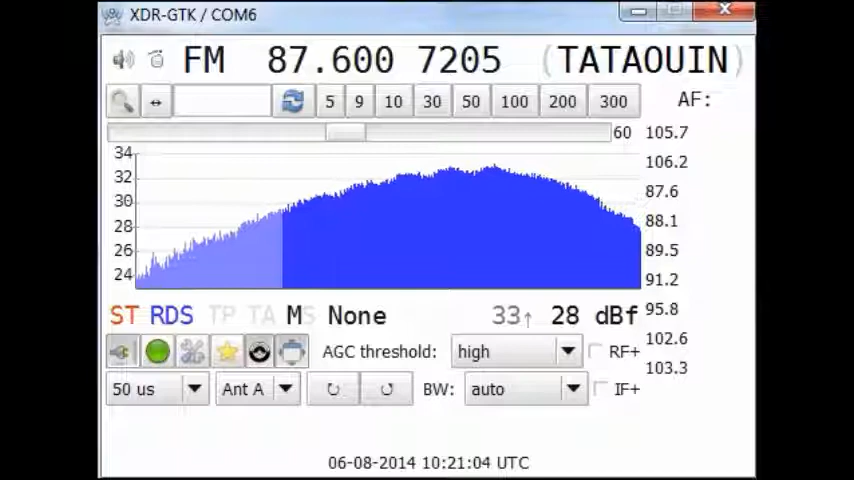 XDR-GTK / COM6
FM 87.600 7205 (TATAOUIN)
5 9 10 30 50 100 200 300 AF:
60 105.7
34 106.2
32 87.6
30 88.1
28 89.5
26 91.2
24 95.8
ST RDS TP TA MS None 33↑ 28 dBf
102.6
AGC threshold: high RF+
103.3
50 us Ant A ↻ ↺ BW: auto IF+
06-08-2014 10:21:04 UTC